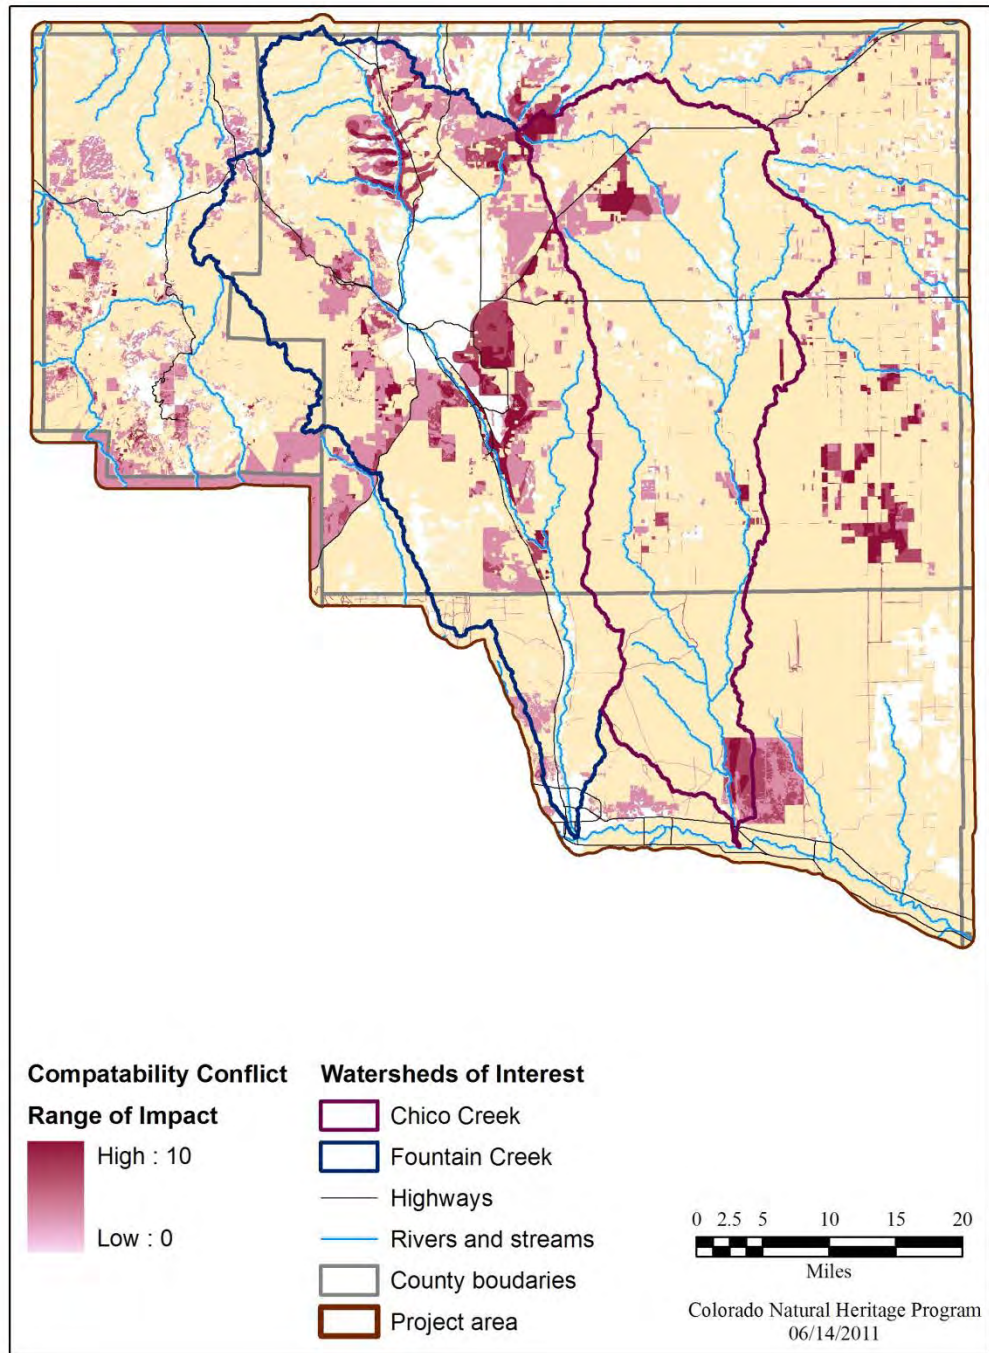 Compatability Conflict
Range of Impact
High : 10
Low : 0
Watersheds of Interest
Chico Creek
Fountain Creek
Highways
Rivers and streams
County boudaries
Project area
0 2.5 5 10 15 20
Miles
Colorado Natural Heritage Program
06/14/2011